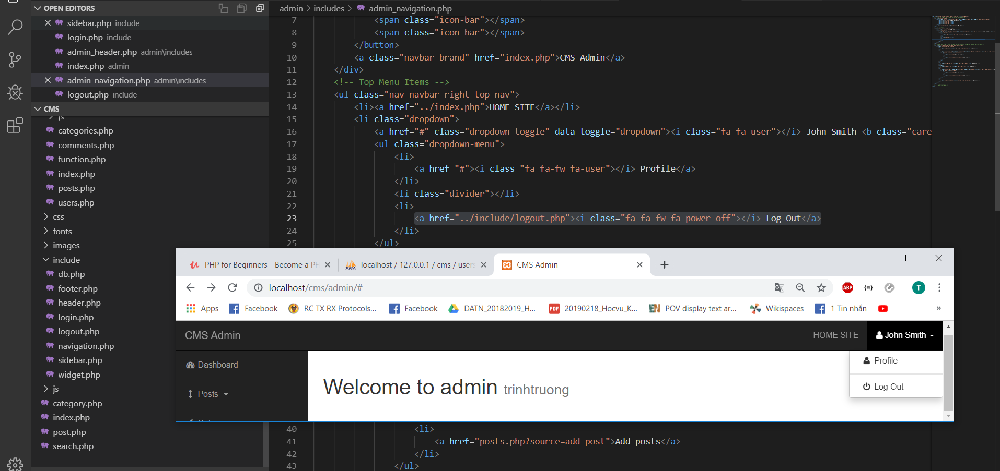 OPEN EDITORS
sidebar.php include
login.php include
admin_header.php admin\includes
index.php admin
admin_navigation.php admin\includes
logout.php include
CMS
js
categories.php
comments.php
function.php
index.php
posts.php
users.php
css
fonts
images
include
db.php
footer.php
header.php
login.php
logout.php
navigation.php
sidebar.php
widget.php
js
category.php
index.php
post.php
search.php
admin > includes > admin_navigation.php
7 <span class="icon-bar"></span>
8 <span class="icon-bar"></span>
9 </button>
10 <a class="navbar-brand" href="index.php">CMS Admin</a>
11 </div>
12 <!-- Top Menu Items -->
13 <ul class="nav navbar-right top-nav">
14 <li><a href="../index.php">HOME SITE</a></li>
15 <li class="dropdown">
16 <a href="#" class="dropdown-toggle" data-toggle="dropdown"><i class="fa fa-user"></i> John Smith <b class="care
17 <ul class="dropdown-menu">
18 <li>
19 <a href="#"><i class="fa fa-fw fa-user"></i> Profile</a>
20 </li>
21 <li class="divider"></li>
22 <li>
23 <a href="../include/logout.php"><i class="fa fa-fw fa-power-off"></i> Log Out</a>
24 </li>
25 </ul>
PHP for Beginners - Become a PH
PMA localhost / 127.0.0.1 / cms / users
CMS Admin
localhost/cms/admin/#
ABP
T
Apps
Facebook
RC TX RX Protocols...
Facebook
DATN_20182019_H...
PDF 20190218_Hocvu_K...
EN POV display text ar...
Wikispaces
1 Tin nhắn
»
CMS Admin
HOME SITE
John Smith
Dashboard
Posts
Welcome to admin trinhtruong
Profile
Log Out
40 <li>
41 <a href="posts.php?source=add_post">Add posts</a>
42 </li>
43 </ul>